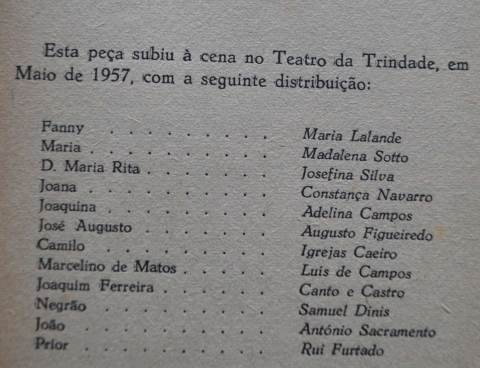 Esta peça subiu à cena no Teatro da Trindade, em
Maio de 1957, com a seguinte distribuição:
Fanny . . . . . . . . . Maria Lalande
Maria . . . . . . . . . Madalena Sotto
D. Maria Rita . . . . . . Josefina Silva
Joana . . . . . . . . . Constança Navarro
Joaquina . . . . . . . . Adelina Campos
José Augusto . . . . . . . Augusto Figueiredo
Camilo . . . . . . . . . Igrejas Caeiro
Marcelino de Matos . . . . . Luís de Campos
Joaquim Ferreira . . . . . . Canto e Castro
Negrão . . . . . . . . . Samuel Dinis
João . . . . . . . . . António Sacramento
Prior . . . . . . . . . Rui Furtado